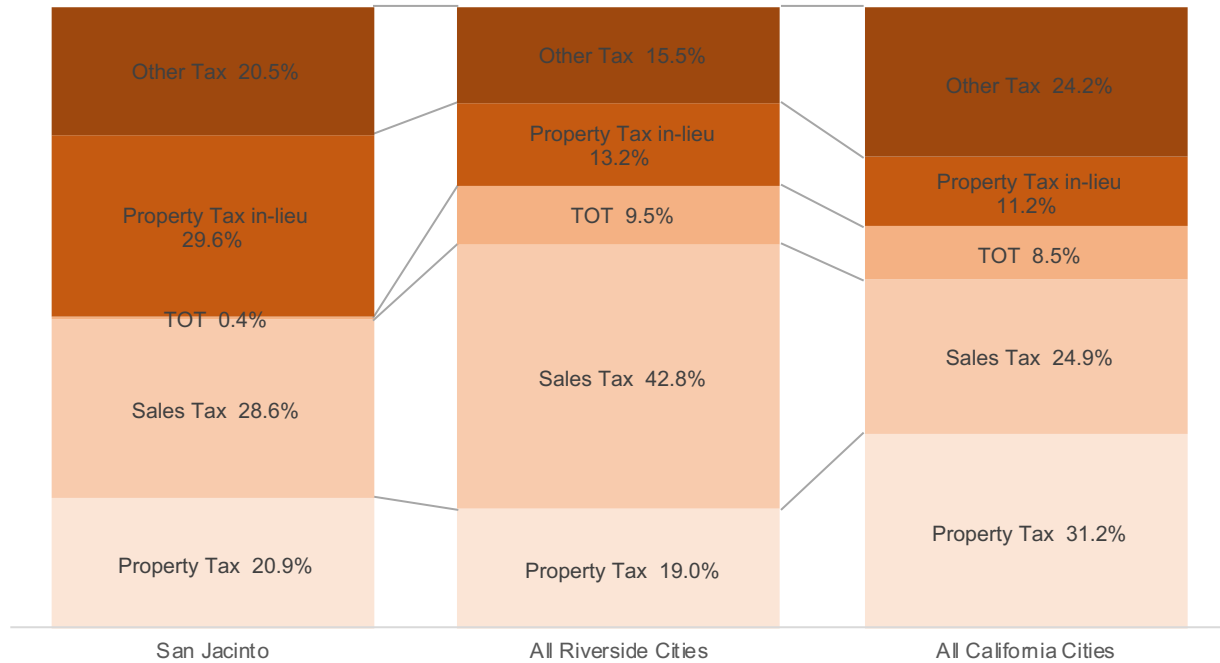 Other Tax 20.5%
Property Tax in-lieu
29.6%
TOT 0.4%
Sales Tax 28.6%
Property Tax 20.9%
San Jacinto
Other Tax 15.5%
Property Tax in-lieu
13.2%
TOT 9.5%
Sales Tax 42.8%
Property Tax 19.0%
All Riverside Cities
Other Tax 24.2%
Property Tax in-lieu
11.2%
TOT 8.5%
Sales Tax 24.9%
Property Tax 31.2%
All California Cities